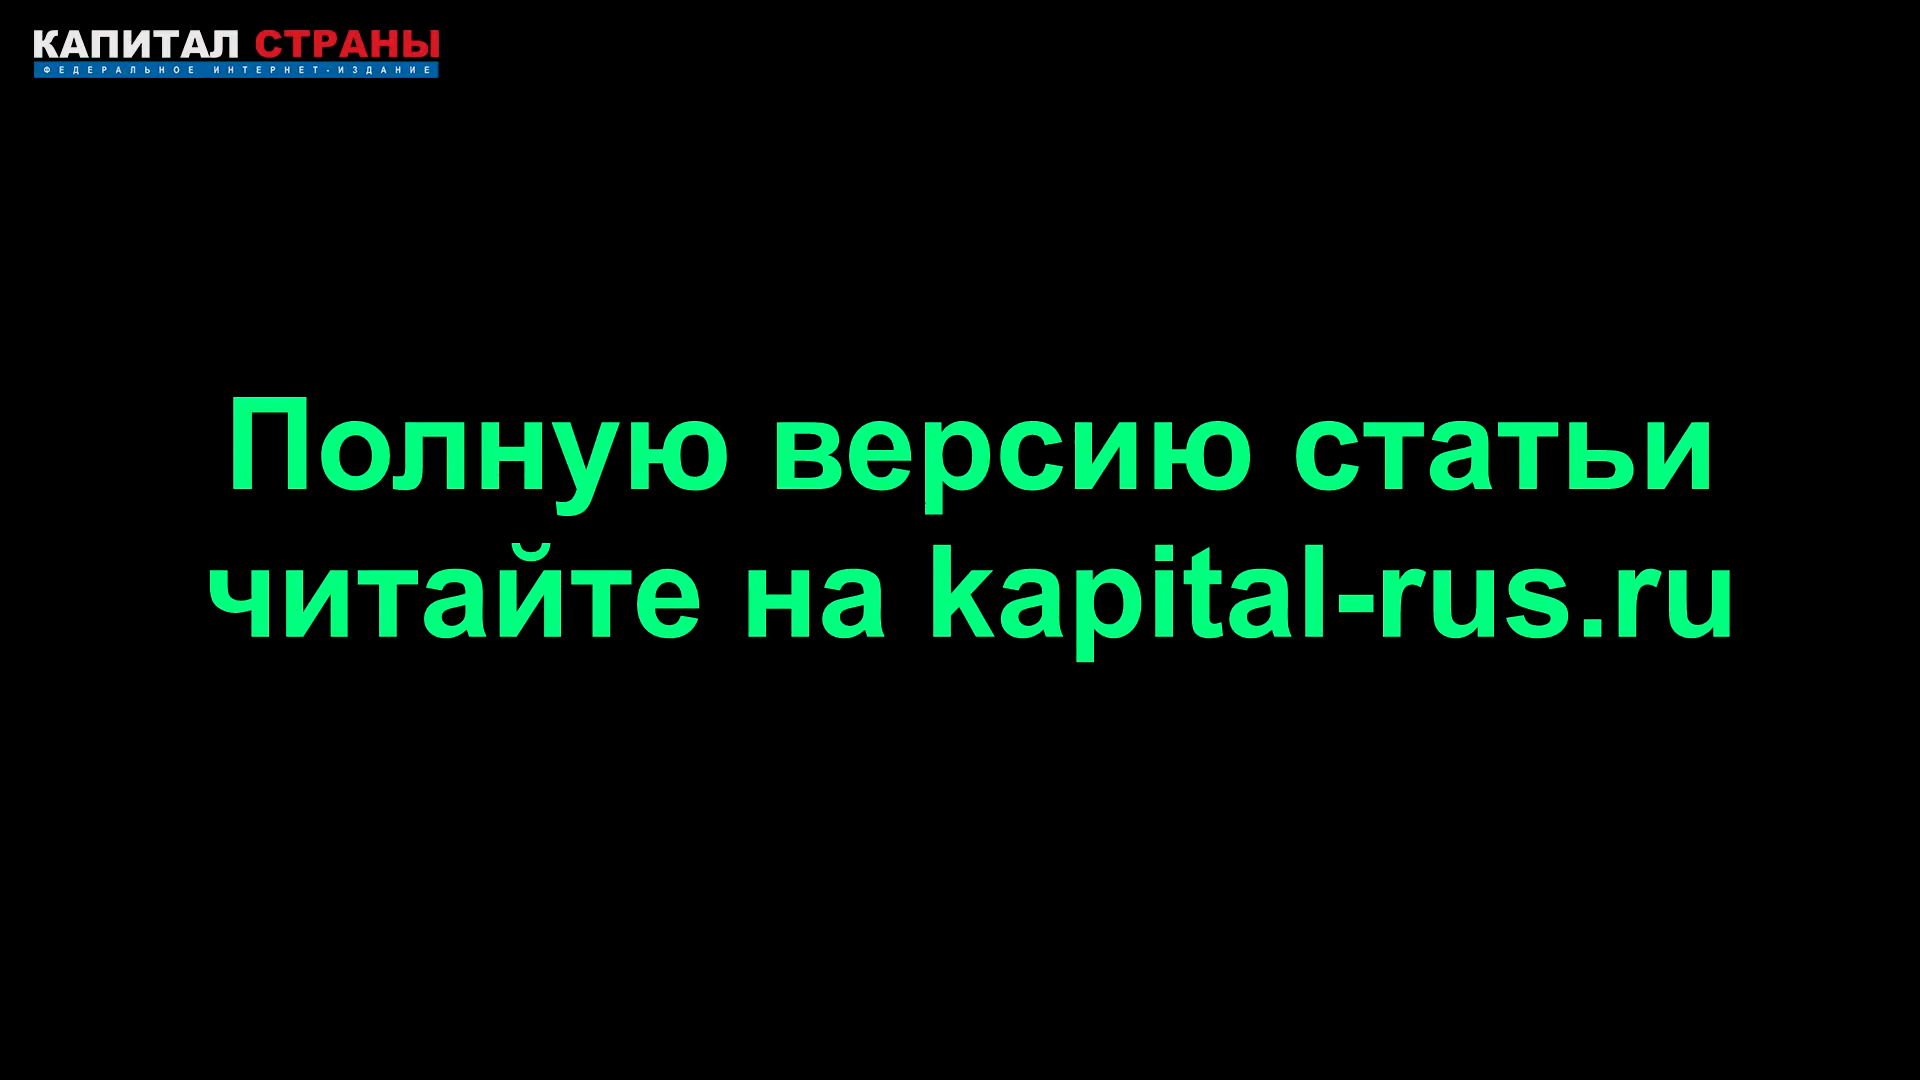 КАПИТАЛ СТРАНЫ
ФЕДЕРАЛЬНОЕ ИНТЕРНЕТ-ИЗДАНИЕ
Полную версию статьи
читайте на kapital-rus.ru